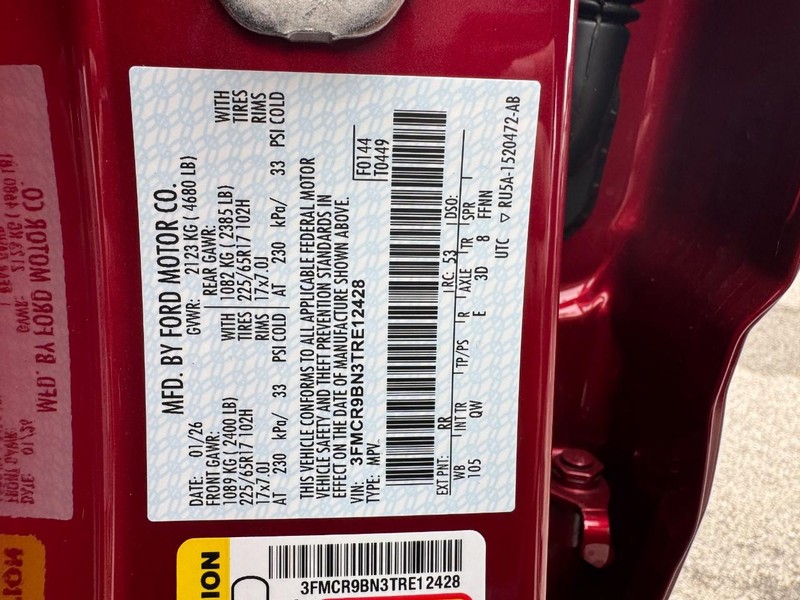 MFD. BY FORD MOTOR CO.
DATE: 01/26
GVWR: 2123 KG ( 4680 LB)
FRONT GAWR:
1089 KG ( 2400 LB)
WITH
225/65R17 102H
TIRES
17x7.0J
RIMS
AT 230 kPa/ 33 PSI COLD
REAR GAWR:
1082 KG ( 2385 LB)
WITH
225/65R17 102H
TIRES
17x7.0J
RIMS
AT 230 kPa/ 33 PSI COLD
THIS VEHICLE CONFORMS TO ALL APPLICABLE FEDERAL MOTOR
VEHICLE SAFETY AND THEFT PREVENTION STANDARDS IN
EFFECT ON THE DATE OF MANUFACTURE SHOWN ABOVE.
VIN: 3FMCR9BN3TRE12428
TYPE: MPV
F0144
T0449
EXT PNT: RR RC: 53 DSO:
WB INT TR TP/PS R AXLE TR SPR
105 QW E 3D 8 FFNN
UTC ▽ RU5A-1520472-AB
ION
3FMCR9BN3TRE12428